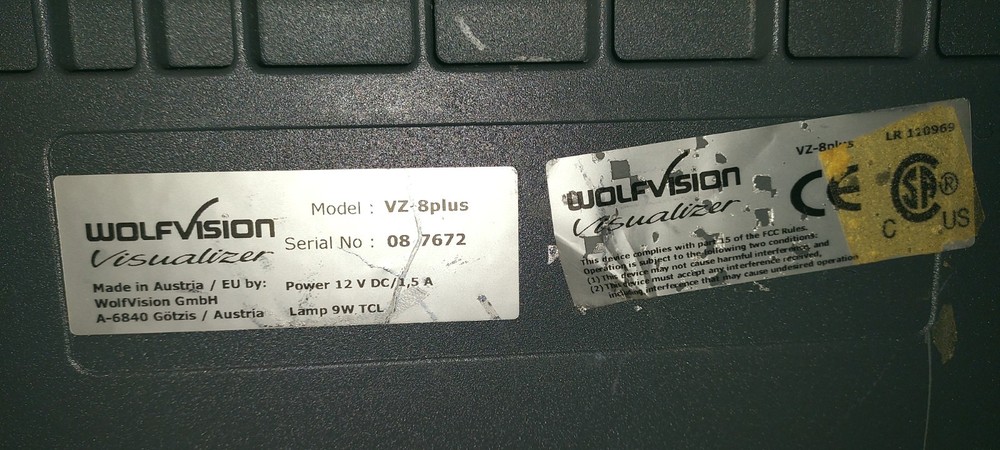 WOLFVISION
Visualizer
Model : VZ-8plus
Serial No : 08 7672
Made in Austria / EU by:
WolfVision GmbH
A-6840 Götzis / Austria
Power 12 V DC/1,5 A
Lamp 9W TCL
WOLFVISION
Visualizer
VZ-8plus
LR 110969
CE
C SA ® US
This device complies with part 15 of the FCC Rules.
Operation is subject to the following two conditions:
(1) This device may not cause harmful interference, and
(2) This device must accept any interference received,
including interference that may cause undesired operation